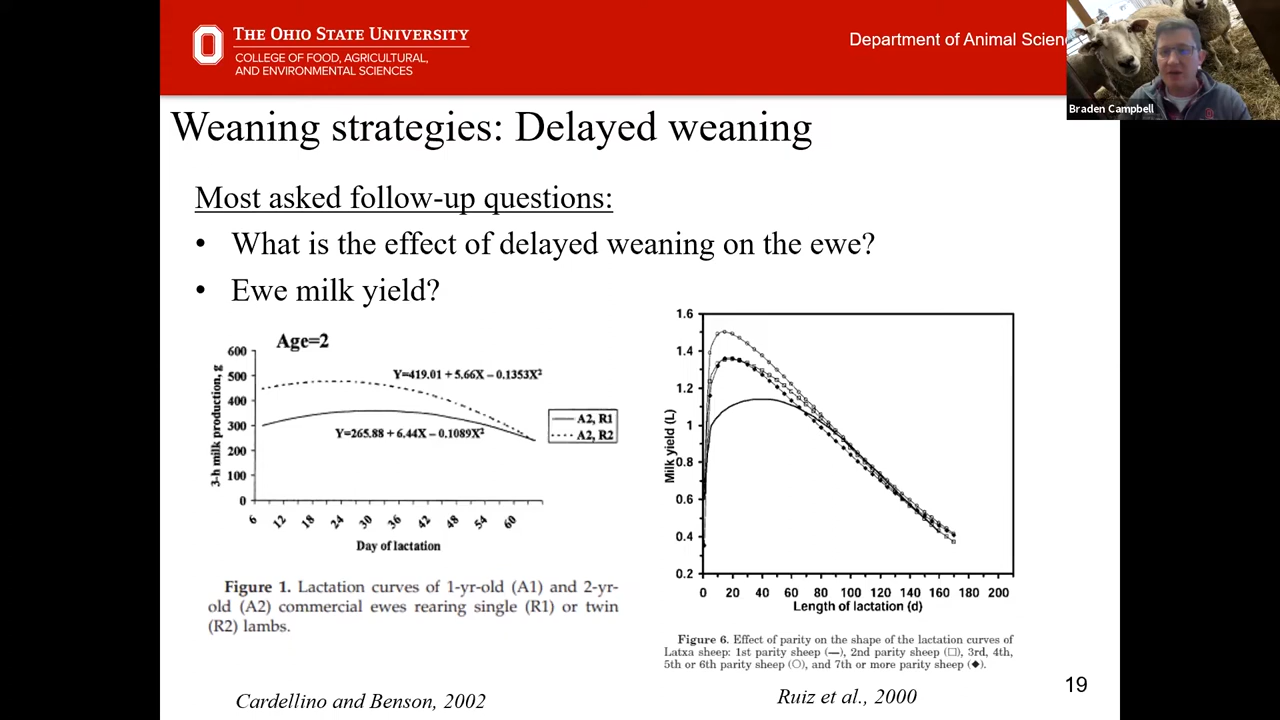 THE OHIO STATE UNIVERSITY
COLLEGE OF FOOD, AGRICULTURAL,
AND ENVIRONMENTAL SCIENCES
Department of Animal Scienc
Braden Campbell
Weaning strategies: Delayed weaning
Most asked follow-up questions:
• What is the effect of delayed weaning on the ewe?
• Ewe milk yield?
Age=2
3-h milk production, g
600
500
400
300
200
100
0
Y=419.01 + 5.66X – 0.1353X²
Y=265.88 + 6.44X – 0.1089X²
A2, R1
A2, R2
6 12 18 24 30 36 42 48 54 60
Day of lactation
Figure 1. Lactation curves of 1-yr-old (A1) and 2-yr-
old (A2) commercial ewes rearing single (R1) or twin
(R2) lambs.
Cardellino and Benson, 2002
Milk yield (L)
1.6
1.4
1.2
1
0.8
0.6
0.4
0.2
0 20 40 60 80 100 120 140 160 180 200
Length of lactation (d)
Figure 6. Effect of parity on the shape of the lactation curves of
Latxa sheep: 1st parity sheep (—), 2nd parity sheep (□), 3rd, 4th,
5th or 6th parity sheep (○), and 7th or more parity sheep (◆).
Ruiz et al., 2000
19